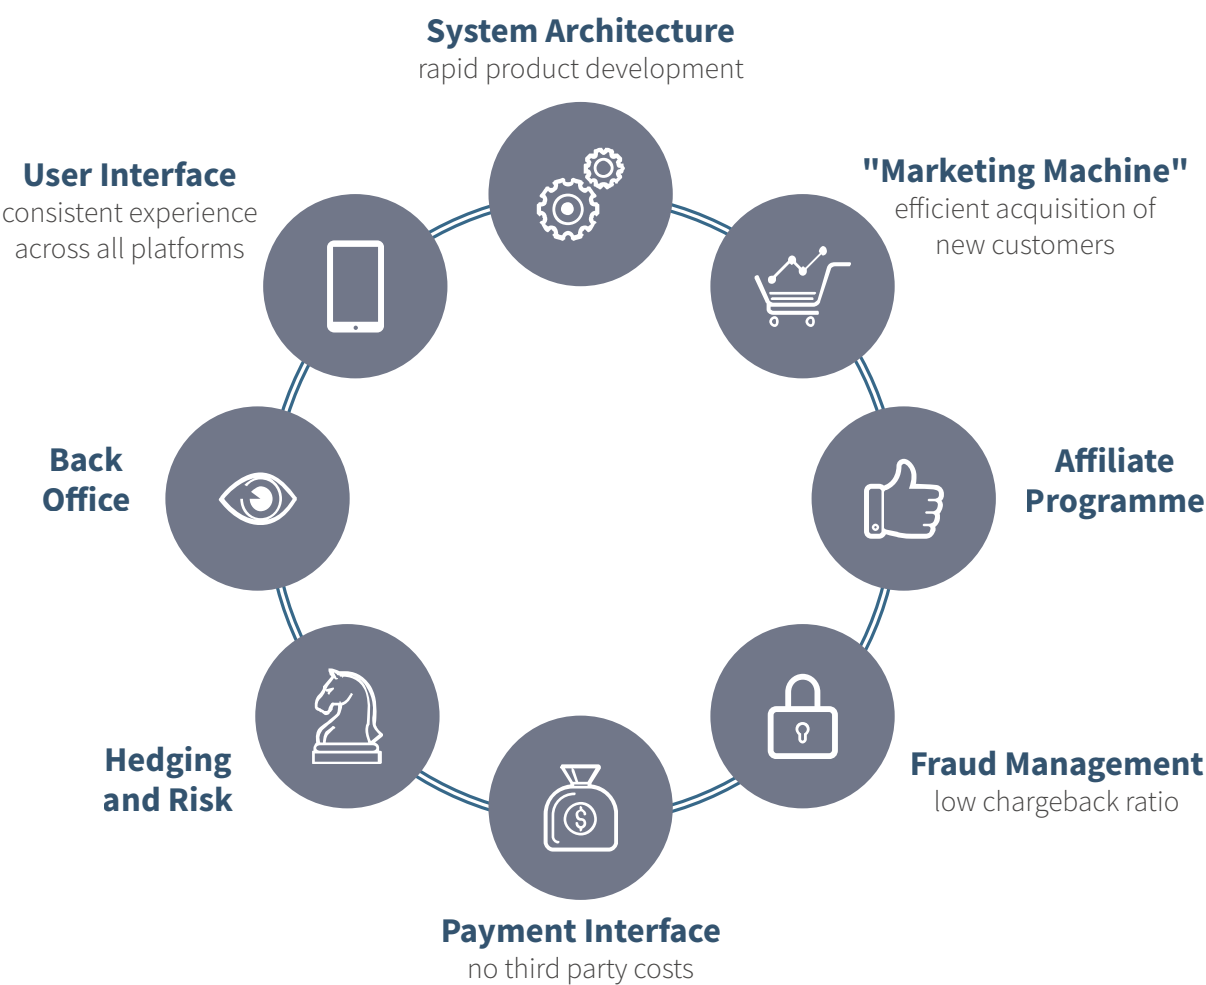 System Architecture
rapid product development
"Marketing Machine"
efficient acquisition of
new customers
User Interface
consistent experience
across all platforms
Back
Office
Affiliate
Programme
Hedging
and Risk
Fraud Management
low chargeback ratio
$
Payment Interface
no third party costs